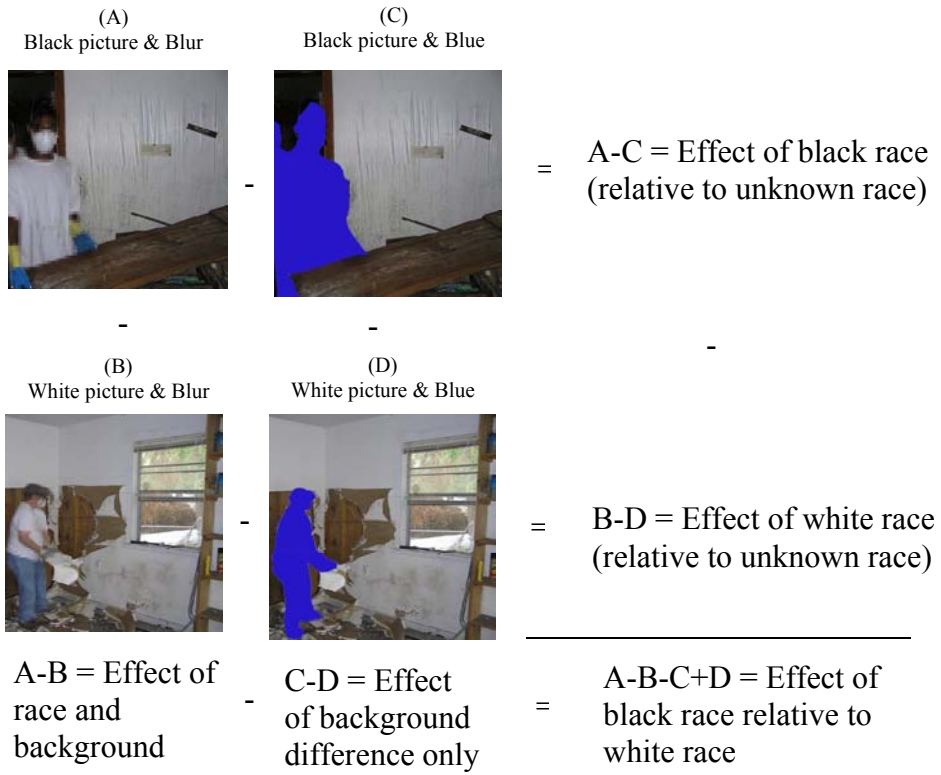 (A)
Black picture & Blur
(C)
Black picture & Blue
-
=
A-C = Effect of black race
(relative to unknown race)
-
-
-
(B)
White picture & Blur
(D)
White picture & Blue
-
=
B-D = Effect of white race
(relative to unknown race)
A-B = Effect of
race and
background
-
C-D = Effect
of background
difference only
=
A-B-C+D = Effect of
black race relative to
white race